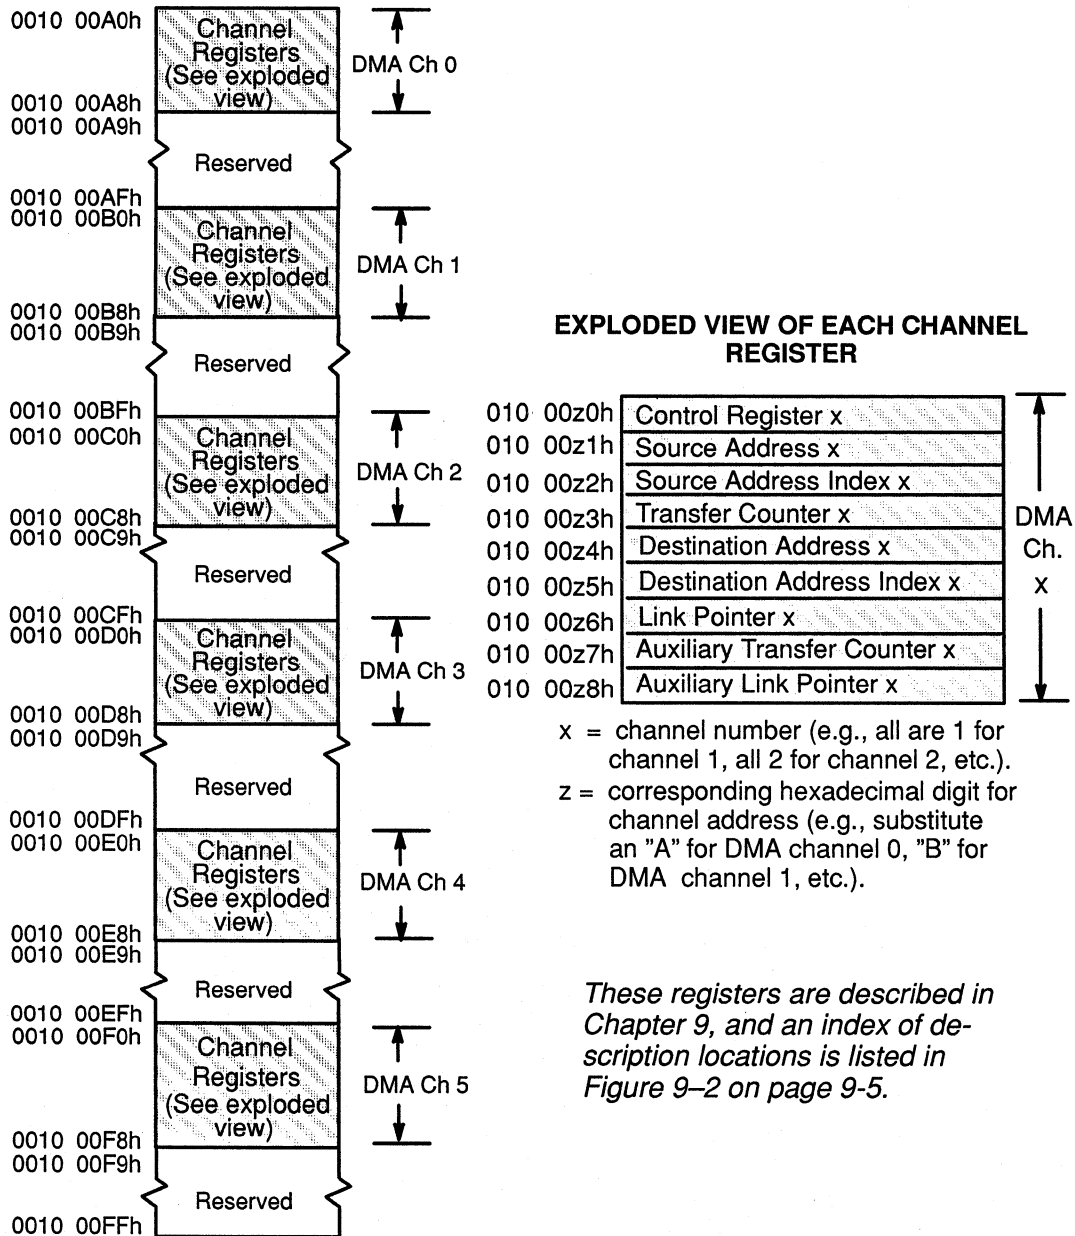 0010 00A0h
Channel
Registers
(See exploded
view)
DMA Ch 0
0010 00A8h
0010 00A9h
Reserved
0010 00AFh
0010 00B0h
Channel
Registers
(See exploded
view)
DMA Ch 1
0010 00B8h
0010 00B9h
Reserved
0010 00BFh
0010 00C0h
Channel
Registers
(See exploded
view)
DMA Ch 2
0010 00C8h
0010 00C9h
Reserved
0010 00CFh
0010 00D0h
Channel
Registers
(See exploded
view)
DMA Ch 3
0010 00D8h
0010 00D9h
Reserved
0010 00DFh
0010 00E0h
Channel
Registers
(See exploded
view)
DMA Ch 4
0010 00E8h
0010 00E9h
Reserved
0010 00EFh
0010 00F0h
Channel
Registers
(See exploded
view)
DMA Ch 5
0010 00F8h
0010 00F9h
Reserved
0010 00FFh
EXPLODED VIEW OF EACH CHANNEL
REGISTER
010 00z0h Control Register x
010 00z1h Source Address x
010 00z2h Source Address Index x
010 00z3h Transfer Counter x
010 00z4h Destination Address x
010 00z5h Destination Address Index x
010 00z6h Link Pointer x
010 00z7h Auxiliary Transfer Counter x
010 00z8h Auxiliary Link Pointer x
DMA
Ch.
x
x = channel number (e.g., all are 1 for
channel 1, all 2 for channel 2, etc.).
z = corresponding hexadecimal digit for
channel address (e.g., substitute
an "A" for DMA channel 0, "B" for
DMA channel 1, etc.).
These registers are described in
Chapter 9, and an index of de-
scription locations is listed in
Figure 9–2 on page 9-5.